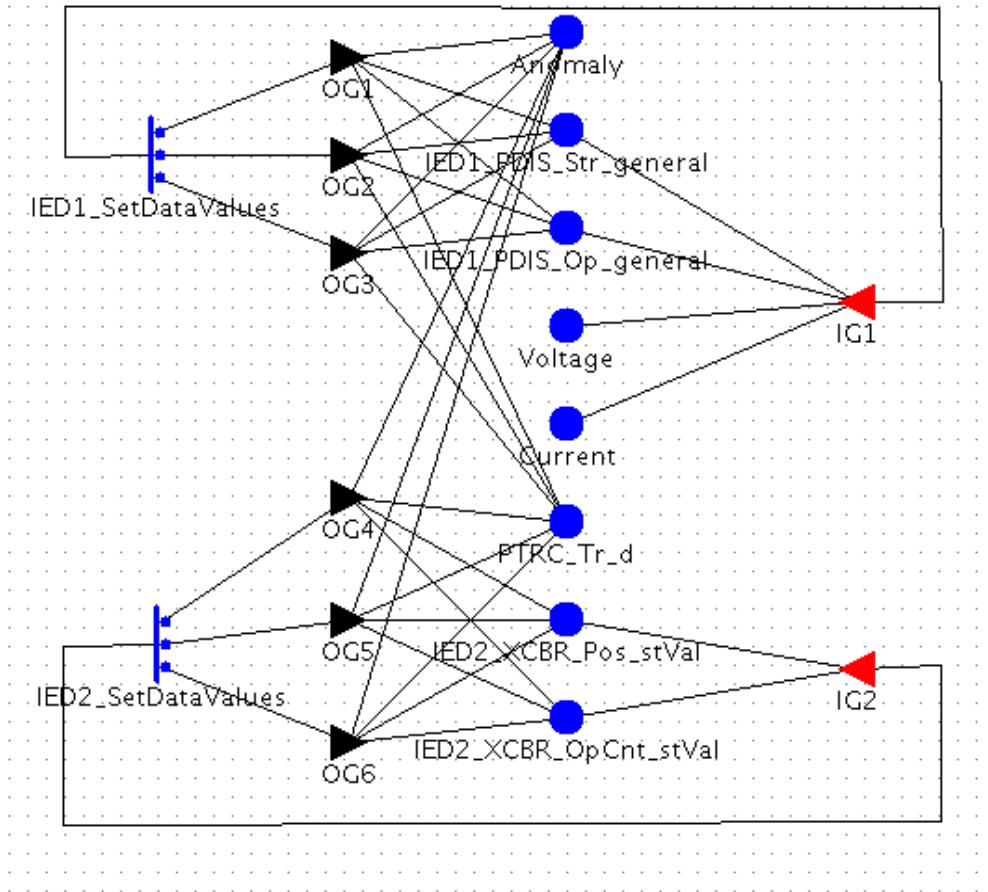 Anomaly
OG1
IED1_PDIS_Str_general
OG2
IED1_SetDataValues
IED1_PDIS_Op_general
OG3
IG1
Voltage
Current
OG4
PTRC_Tr_d
OG5
IED2_XCBR_Pos_stVal
IED2_SetDataValues
IG2
IED2_XCBR_OpCnt_stVal
OG6